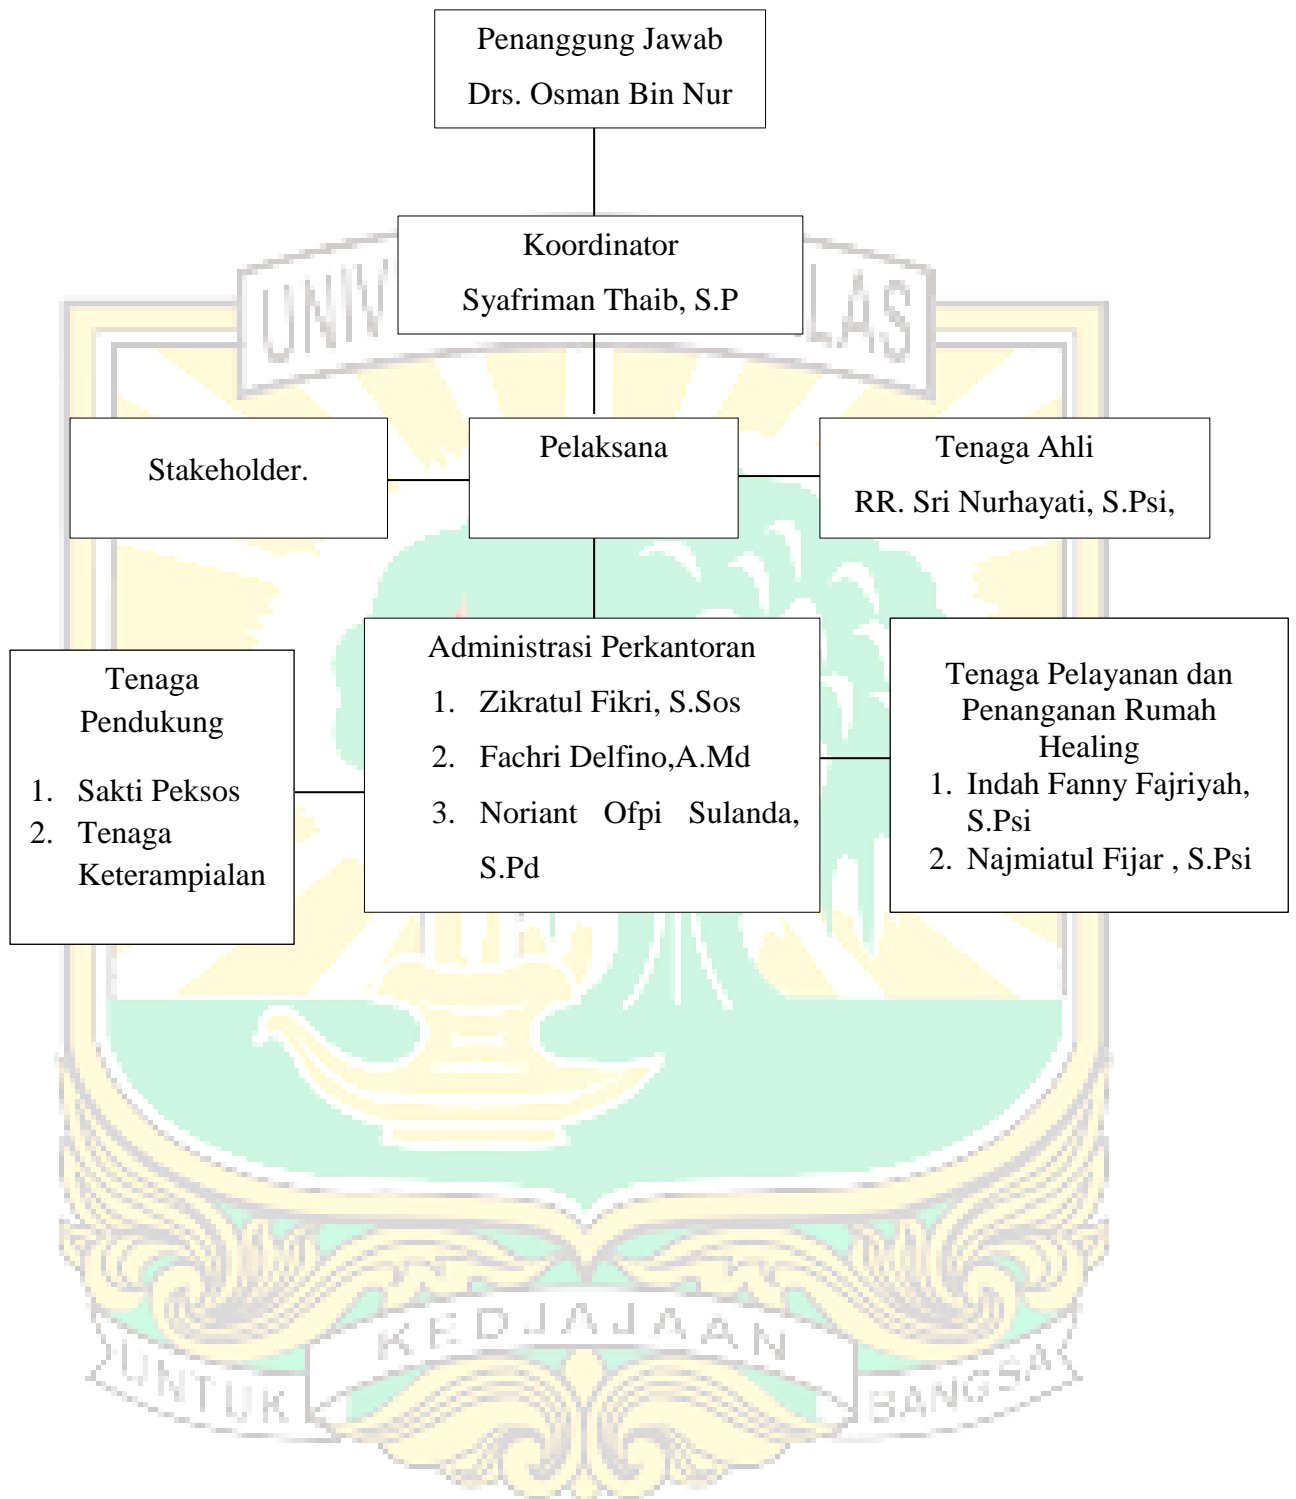 Penanggung Jawab
Drs. Osman Bin Nur
Koordinator
Syafriman Thaib, S.P
UNIV
LAS
Stakeholder.
Pelaksana
Tenaga Ahli
RR. Sri Nurhayati, S.Psi,
Tenaga
Pendukung
1. Sakti Peksos
2. Tenaga
Keterampialan
Administrasi Perkantoran
1. Zikratul Fikri, S.Sos
2. Fachri Delfino,A.Md
3. Noriant Ofpi Sulanda,
S.Pd
Tenaga Pelayanan dan
Penanganan Rumah
Healing
1. Indah Fanny Fajriyah,
S.Psi
2. Najmiatul Fijar , S.Psi
UNTUK
KEDJAJAAN
BANGSA